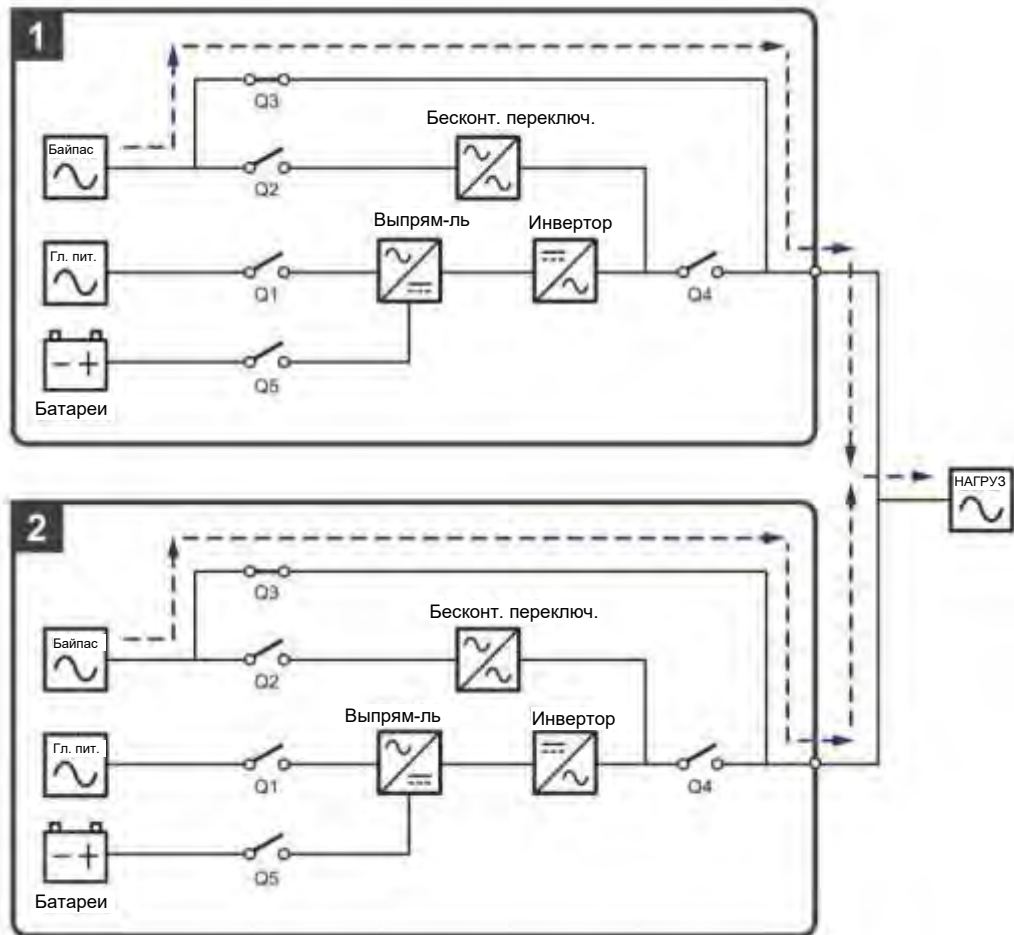 1
Q3
Бесконт. переключ.
Байпас
Q2
Выпрям-ль
Инвертор
Гл. пит.
Q1
Q4
Q5
Батареи
НАГРУЗ
2
Q3
Бесконт. переключ.
Байпас
Q2
Выпрям-ль
Инвертор
Гл. пит.
Q1
Q4
Q5
Батареи